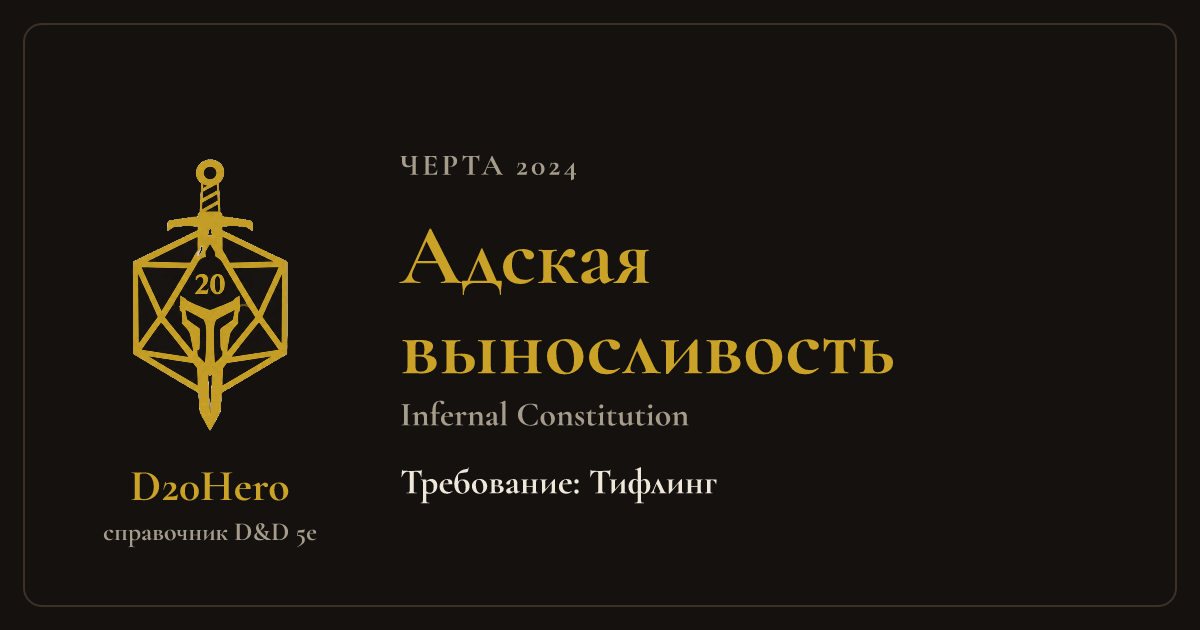 20
D20Hero
справочник D&D 5e
ЧЕРТА 2024
Адская
выносливость
Infernal Constitution
Требование: Тифлинг